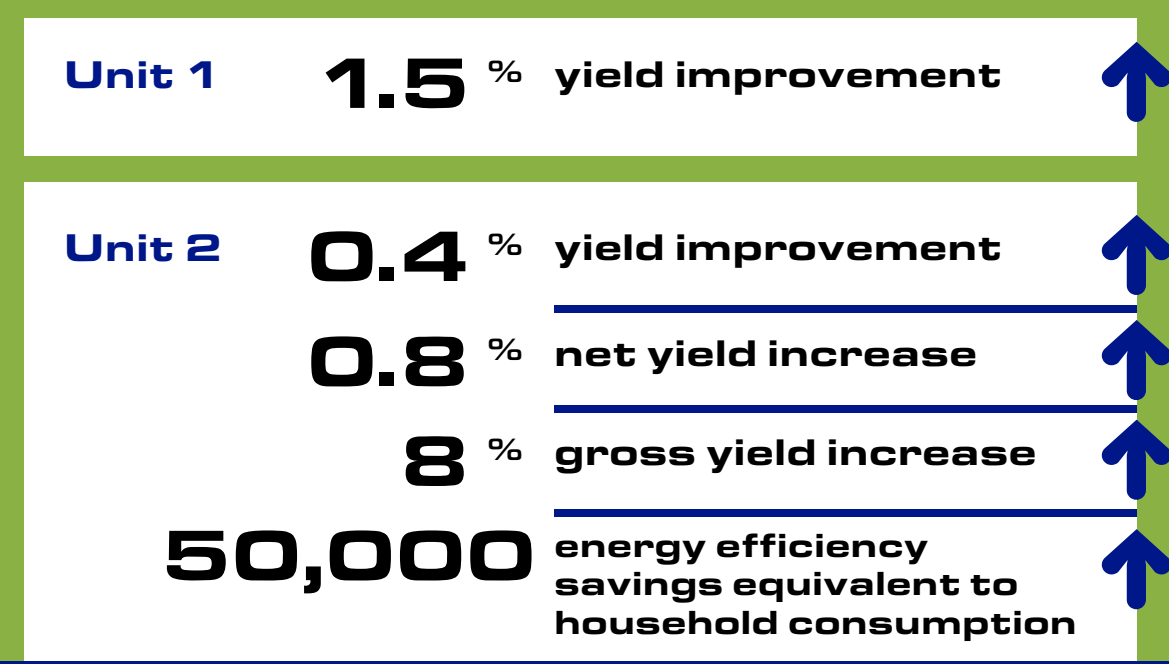 Unit 1 1.5 % yield improvement
Unit 2 0.4 % yield improvement
0.8 % net yield increase
8 % gross yield increase
50,000 energy efficiency
savings equivalent to
household consumption